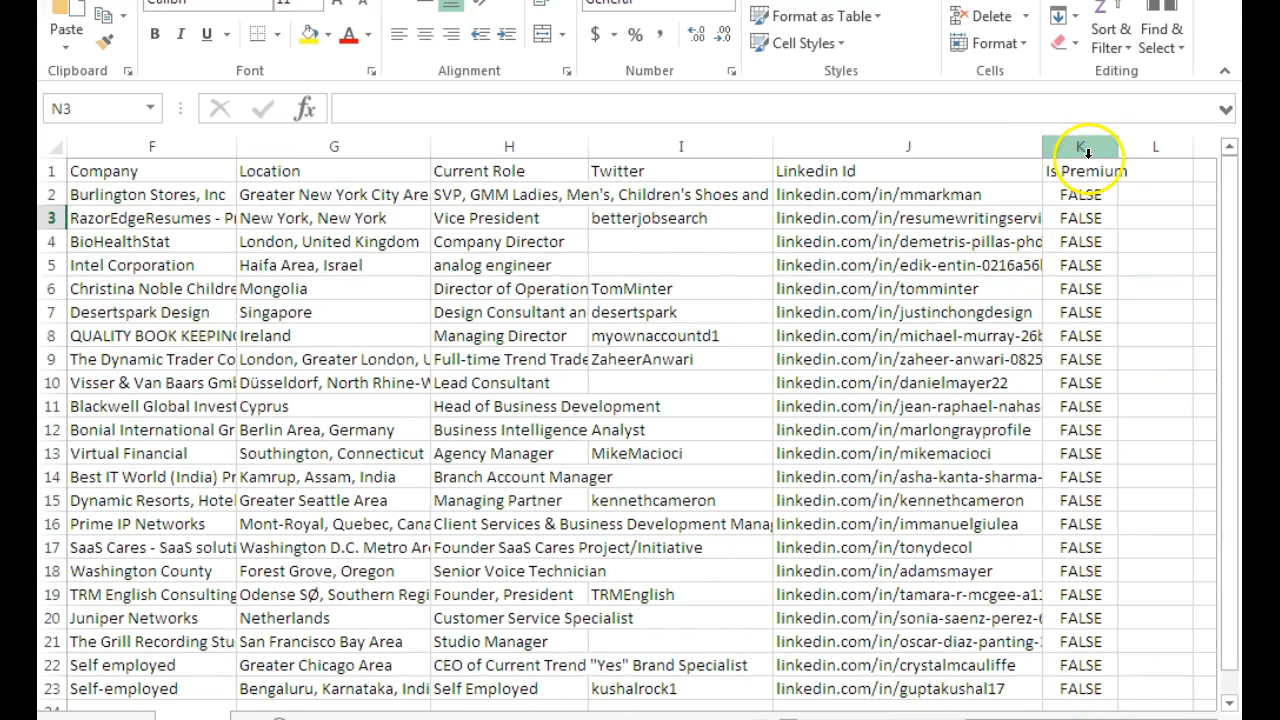 Calibri 11 General
Paste B I U $ % , Format as Table Cell Styles Delete Format Sort & Filter Find & Select
Clipboard Font Alignment Number Styles Cells Editing
N3 fx
F G H I J K L
1 Company Location Current Role Twitter Linkedin Id Is Premium
2 Burlington Stores, Inc Greater New York City Are SVP, GMM Ladies, Men's, Children's Shoes and linkedin.com/in/mmarkman FALSE
3 RazorEdgeResumes - Pr New York, New York Vice President betterjobsearch linkedin.com/in/resumewritingservi FALSE
4 BioHealthStat London, United Kingdom Company Director linkedin.com/in/demetris-pillas-phd FALSE
5 Intel Corporation Haifa Area, Israel analog engineer linkedin.com/in/edik-entin-0216a56 FALSE
6 Christina Noble Childre Mongolia Director of Operation TomMinter linkedin.com/in/tomminter FALSE
7 Desertspark Design Singapore Design Consultant an desertspark linkedin.com/in/justinchongdesign FALSE
8 QUALITY BOOK KEEPING Ireland Managing Director myownaccountd1 linkedin.com/in/michael-murray-26 FALSE
9 The Dynamic Trader Co London, Greater London, U Full-time Trend Trade ZaheerAnwari linkedin.com/in/zaheer-anwari-0825 FALSE
10 Visser & Van Baars Gm Düsseldorf, North Rhine-W Lead Consultant linkedin.com/in/danielmayer22 FALSE
11 Blackwell Global Invest Cyprus Head of Business Development linkedin.com/in/jean-raphael-nahas FALSE
12 Bonial International Gr Berlin Area, Germany Business Intelligence Analyst linkedin.com/in/marlongrayprofile FALSE
13 Virtual Financial Southington, Connecticut Agency Manager MikeMacioci linkedin.com/in/mikemacioci FALSE
14 Best IT World (India) Pr Kamrup, Assam, India Branch Account Manager linkedin.com/in/asha-kanta-sharma- FALSE
15 Dynamic Resorts, Hotel Greater Seattle Area Managing Partner kennethcameron linkedin.com/in/kennethcameron FALSE
16 Prime IP Networks Mont-Royal, Quebec, Cana Client Services & Business Development Mana linkedin.com/in/immanuelgiulea FALSE
17 SaaS Cares - SaaS soluti Washington D.C. Metro Ar Founder SaaS Cares Project/Initiative linkedin.com/in/tonydecol FALSE
18 Washington County Forest Grove, Oregon Senior Voice Technician linkedin.com/in/adamsmayer FALSE
19 TRM English Consulting Odense SØ, Southern Regi Founder, President TRMEnglish linkedin.com/in/tamara-r-mcgee-a1 FALSE
20 Juniper Networks Netherlands Customer Service Specialist linkedin.com/in/sonia-saenz-perez- FALSE
21 The Grill Recording Stu San Francisco Bay Area Studio Manager linkedin.com/in/oscar-diaz-panting- FALSE
22 Self employed Greater Chicago Area CEO of Current Trend "Yes" Brand Specialist linkedin.com/in/crystalmcauliffe FALSE
23 Self-employed Bengaluru, Karnataka, Indi Self Employed kushalrock1 linkedin.com/in/guptakushal17 FALSE